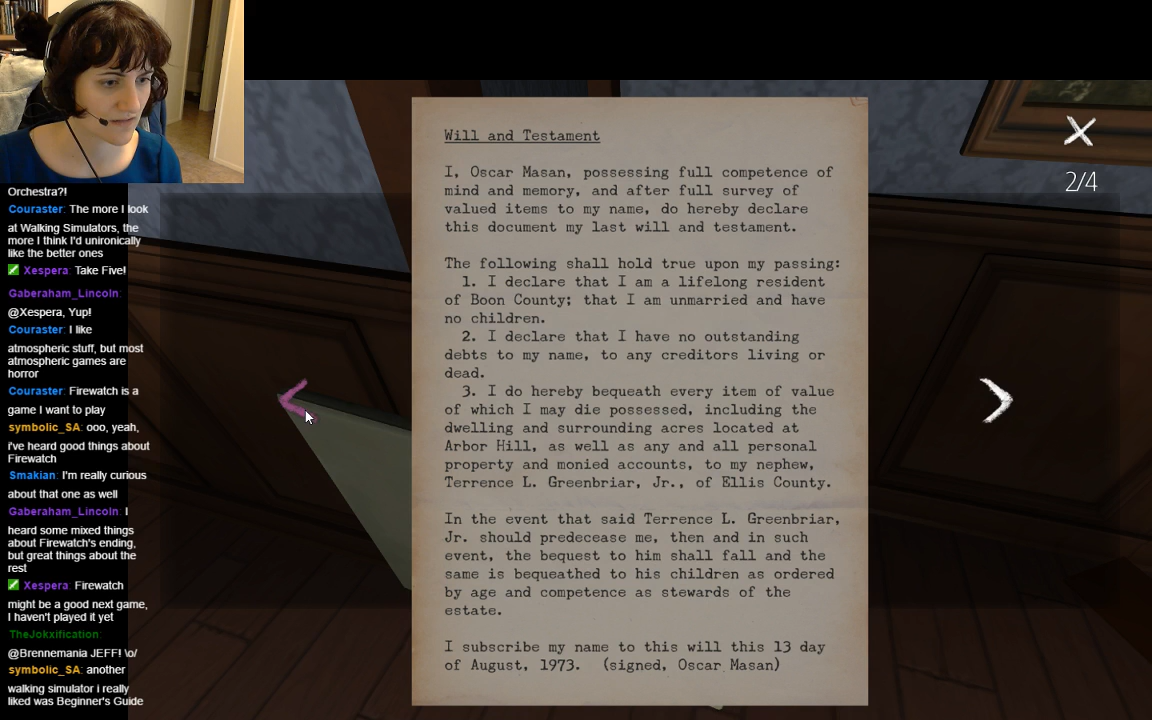 Orchestra?!
Couraster: The more I look
at Walking Simulators, the
more I think I'd unironically
like the better ones
Xespera: Take Five!
Gaberaham_Lincoln:
@Xespera, Yup!
Couraster: I like
atmospheric stuff, but most
atmospheric games are
horror
Couraster: Firewatch is a
game I want to play
symbolic_SA: ooo, yeah,
i've heard good things about
Firewatch
Smakian: I'm really curious
about that one as well
Gaberaham_Lincoln: I
heard some mixed things
about Firewatch's ending,
but great things about the
rest
Xespera: Firewatch
might be a good next game,
I haven't played it yet
TheJokxification:
@Brennemania JEFF! \o/
symbolic_SA: another
walking simulator i really
liked was Beginner's Guide
Will and Testament
I, Oscar Masan, possessing full competence of
mind and memory, and after full survey of
valued items to my name, do hereby declare
this document my last will and testament.
The following shall hold true upon my passing:
1. I declare that I am a lifelong resident
of Boon County; that I am unmarried and have
no children.
2. I declare that I have no outstanding
debts to my name, to any creditors living or
dead.
3. I do hereby bequeath every item of value
of which I may die possessed, including the
dwelling and surrounding acres located at
Arbor Hill, as well as any and all personal
property and monied accounts, to my nephew,
Terrence L. Greenbriar, Jr., of Ellis County.
In the event that said Terrence L. Greenbriar,
Jr. should predecease me, then and in such
event, the bequest to him shall fall and the
same is bequeathed to his children as ordered
by age and competence as stewards of the
estate.
I subscribe my name to this will this 13 day
of August, 1973. (signed, Oscar Masan)
2/4